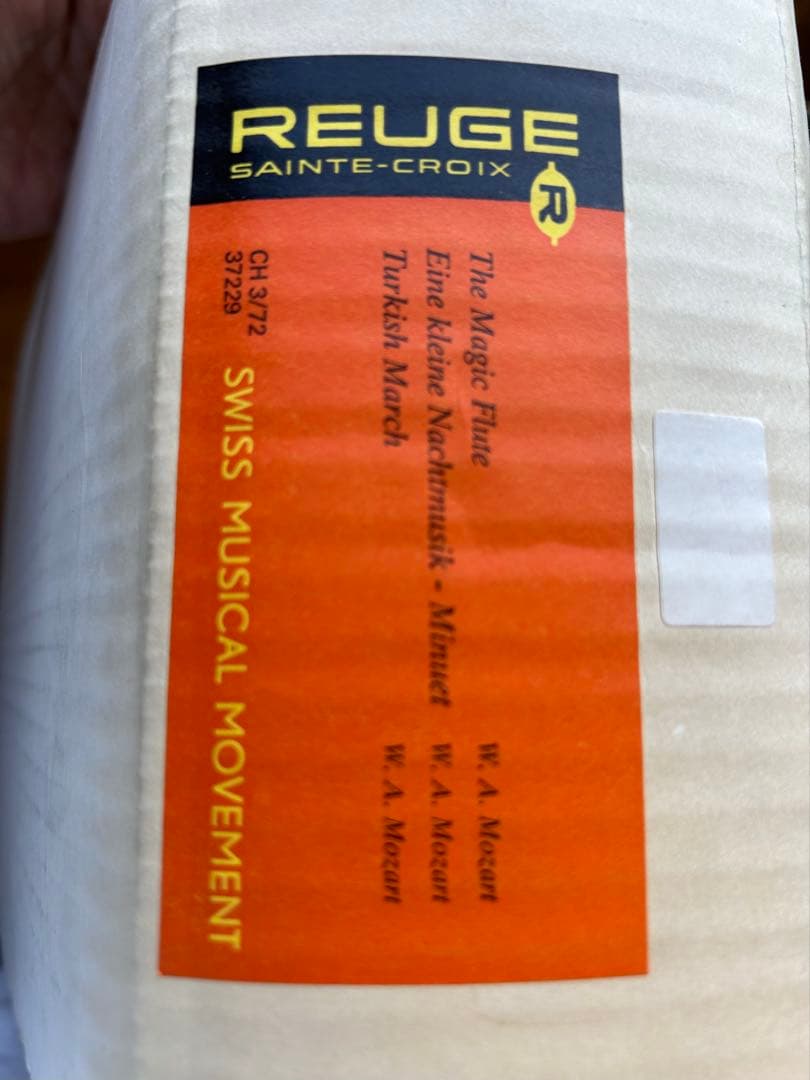 REUGE
SAINTE-CROIX
R
The Magic Flute W. A. Mozart
Eine kleine Nachtmusik - Minuet W. A. Mozart
Turkish March W. A. Mozart
CH 3/72
37229
SWISS MUSICAL MOVEMENT